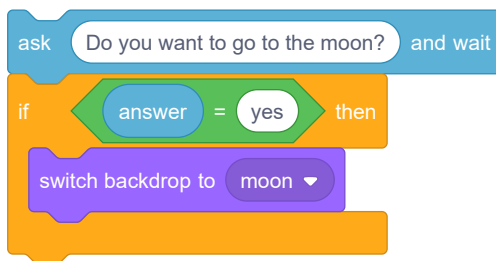 ask Do you want to go to the moon? and wait
if answer = yes then
switch backdrop to moon